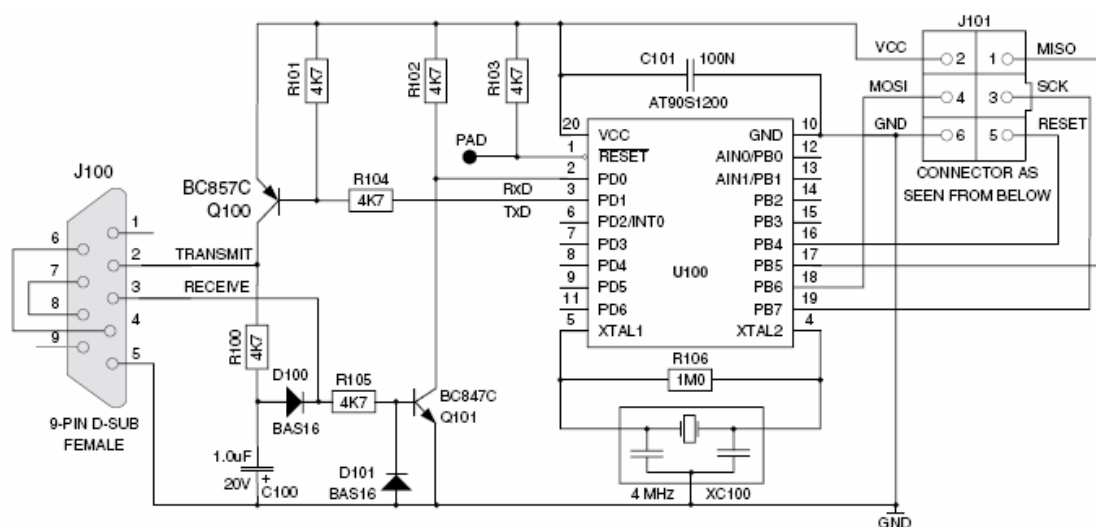 J101
VCC
2
1
MISO
MOSI
4
3
SCK
GND
6
5
RESET
CONNECTOR AS
SEEN FROM BELOW
R101
4K7
R102
4K7
R103
4K7
C101
100N
AT90S1200
PAD
20
VCC
GND
10
1
RESET
AIN0/PB0
12
2
PD0
AIN1/PB1
13
3
PD1
PB2
14
6
PD2/INT0
PB3
15
7
PD3
PB4
16
8
PD4
PB5
17
9
PD5
PB6
18
11
PD6
PB7
19
5
XTAL1
XTAL2
4
U100
RxD
TxD
R104
4K7
BC857C
Q100
J100
1
6
2
TRANSMIT
7
3
RECEIVE
8
4
9
5
9-PIN D-SUB
FEMALE
R100
4K7
D100
BAS16
R105
4K7
BC847C
Q101
1.0uF
20V
+
C100
D101
BAS16
R106
1M0
4 MHz
XC100
GND